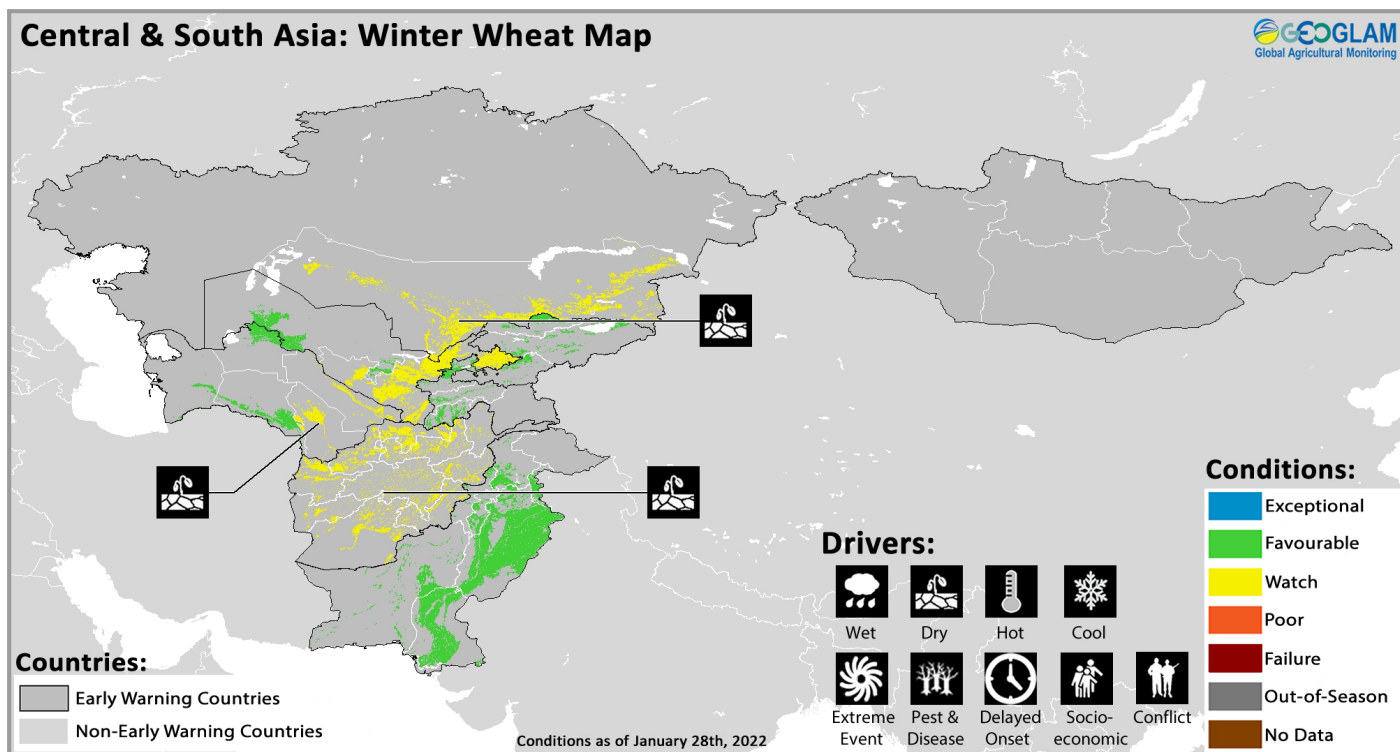 Central & South Asia: Winter Wheat Map
GEOGLAM
Global Agricultural Monitoring
Countries:
Early Warning Countries
Non-Early Warning Countries
Conditions as of January 28th, 2022
Drivers:
Wet
Dry
Hot
Cool
Extreme
Event
Pest &
Disease
Delayed
Onset
Socio-
economic
Conflict
Conditions:
Exceptional
Favourable
Watch
Poor
Failure
Out-of-Season
No Data